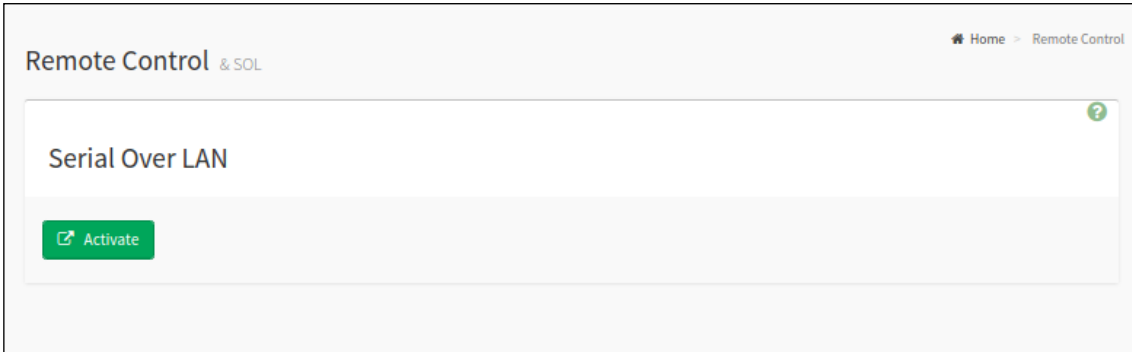 Home > Remote Control
Remote Control & SOL
?
Serial Over LAN
Activate